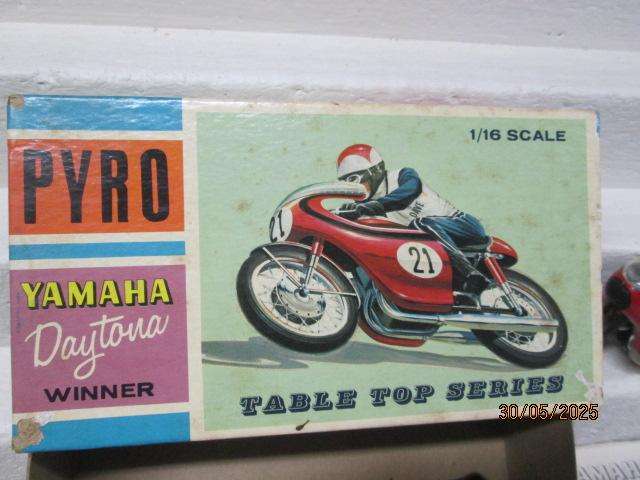 PYRO
1/16 SCALE
21
21
YAMAHA
Daytona
WINNER
TABLE TOP SERIES
30/05/2025